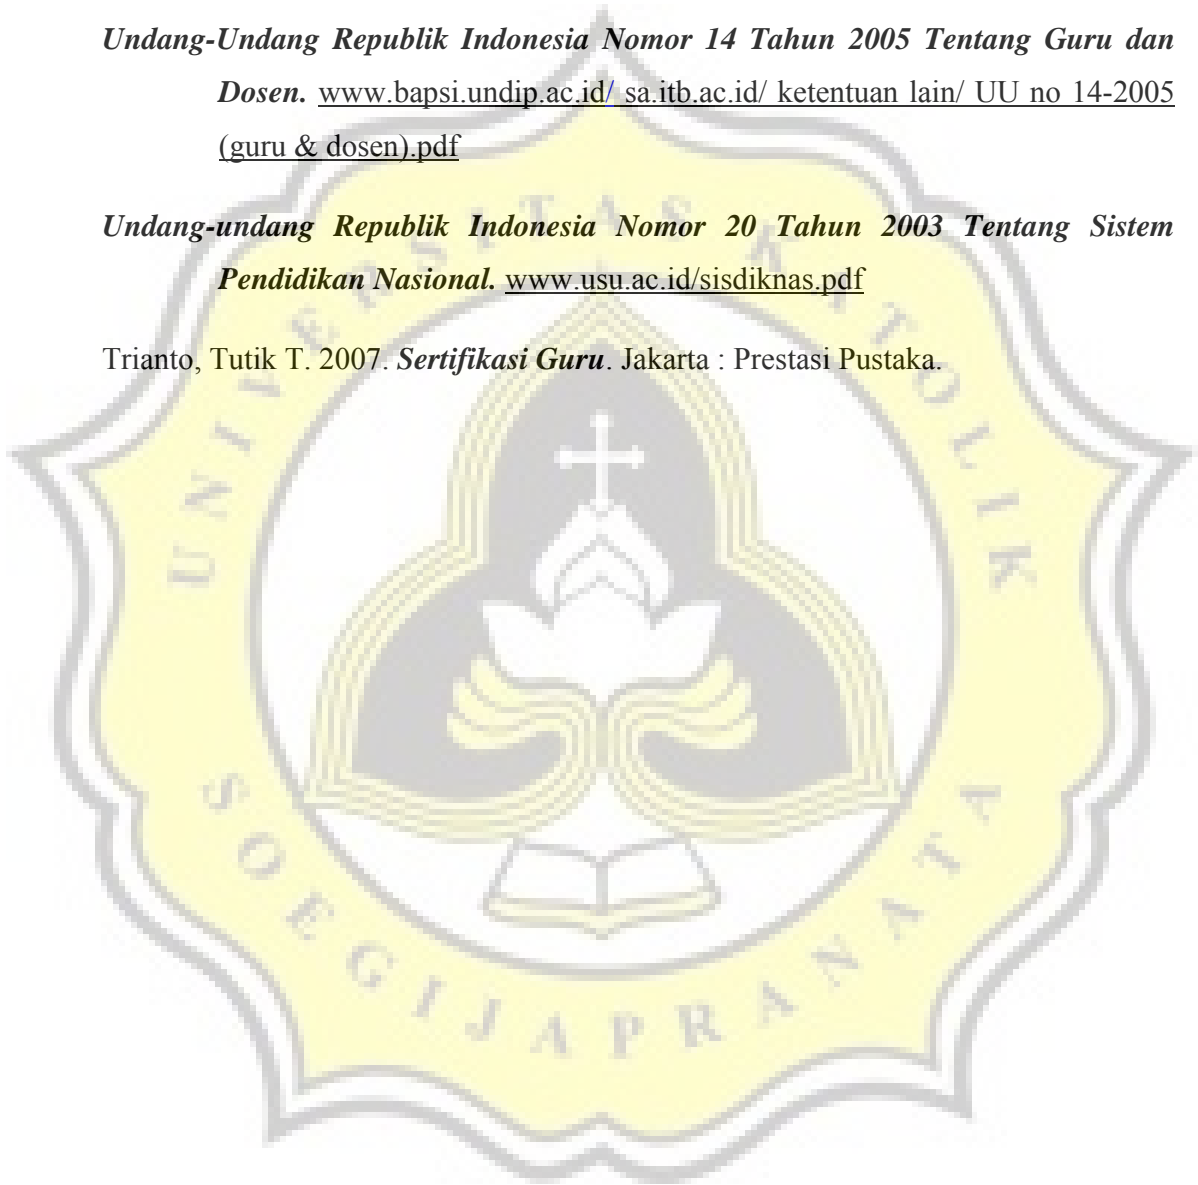 Undang-Undang Republik Indonesia Nomor 14 Tahun 2005 Tentang Guru dan
Dosen. www.bapsi.undip.ac.id/ sa.itb.ac.id/ ketentuan lain/ UU no 14-2005
(guru & dosen).pdf
Undang-undang Republik Indonesia Nomor 20 Tahun 2003 Tentang Sistem
Pendidikan Nasional. www.usu.ac.id/sisdiknas.pdf
Trianto, Tutik T. 2007. Sertifikasi Guru. Jakarta : Prestasi Pustaka.
UNIVERSITAS KATOLIK
SOEGIJAPRANATA